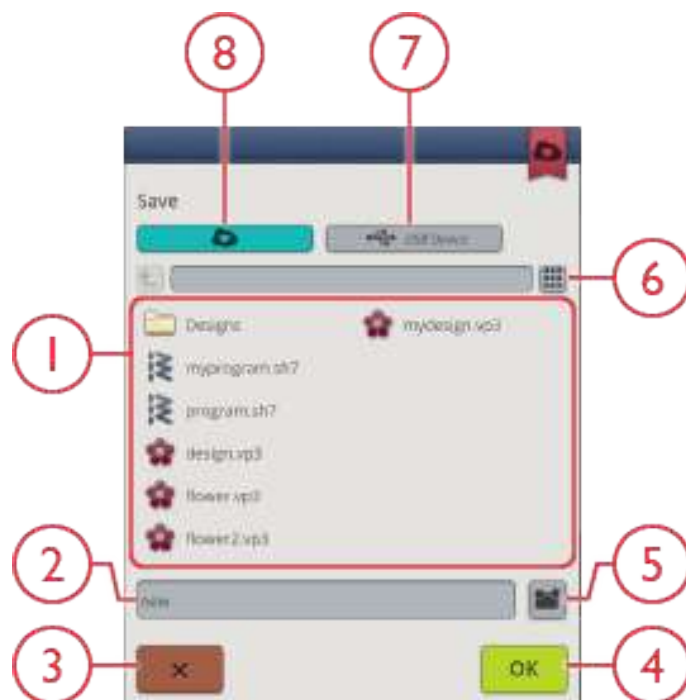 8
7
Save
USB Device
6
1
Designs
mydesign.vp3
myprogram.sh7
program.sh7
design.vp3
flower.vp3
flower2.vp3
2
5
new
3
OK
4